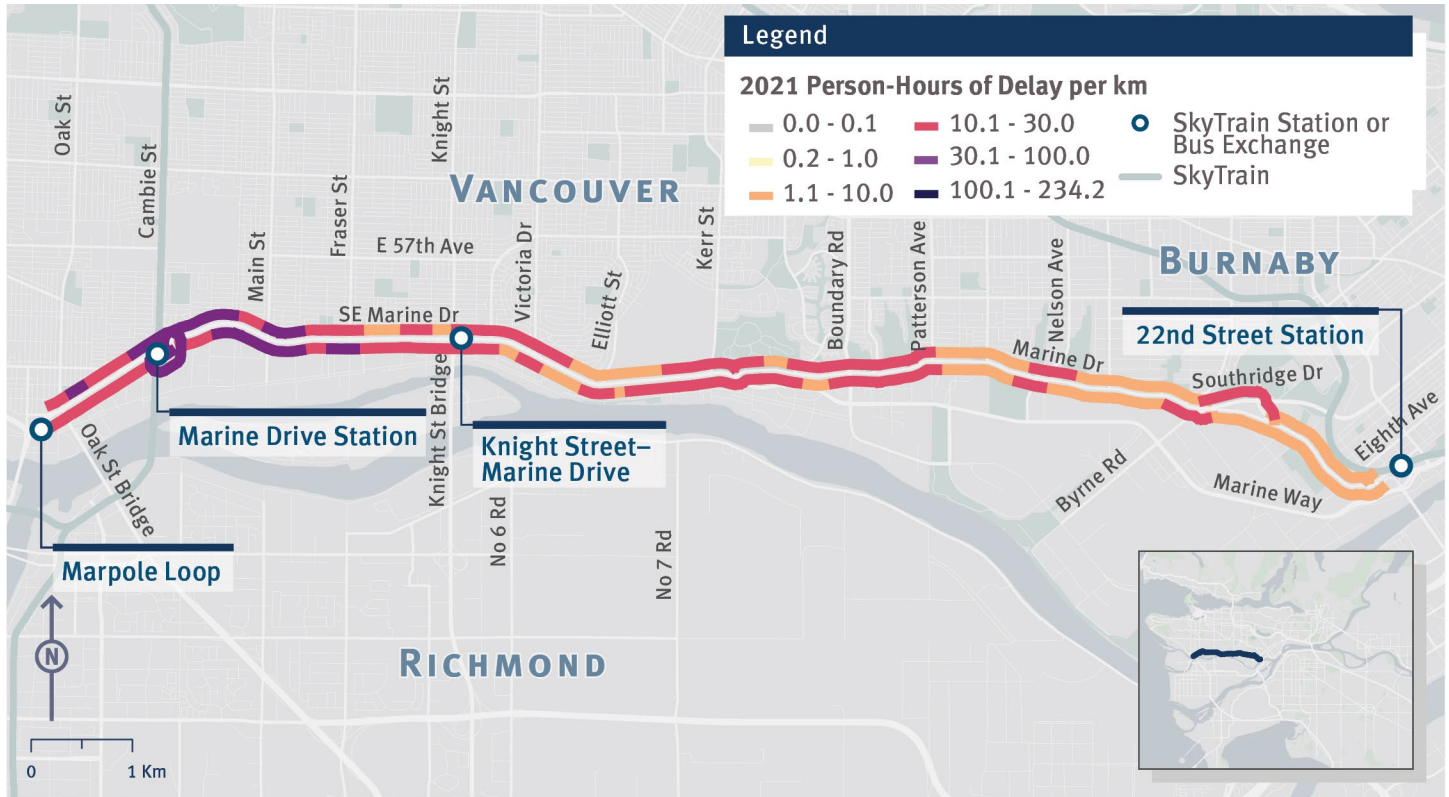 Legend
2021 Person-Hours of Delay per km
0.0 - 0.1
0.2 - 1.0
1.1 - 10.0
10.1 - 30.0
30.1 - 100.0
100.1 - 234.2
SkyTrain Station or
Bus Exchange
SkyTrain
Oak St
Cambie St
Main St
Fraser St
Knight St
VANCOUVER
E 57th Ave
SE Marine Dr
Victoria Dr
Elliott St
Kerr St
Boundary Rd
Patterson Ave
Nelson Ave
BURNABY
22nd Street Station
Marine Dr
Southridge Dr
Eighth Ave
Marine Way
Byrne Rd
Marine Drive Station
Knight St Bridge
Knight Street–
Marine Drive
Oak St Bridge
Marpole Loop
No 6 Rd
No 7 Rd
RICHMOND
N
0
1 Km